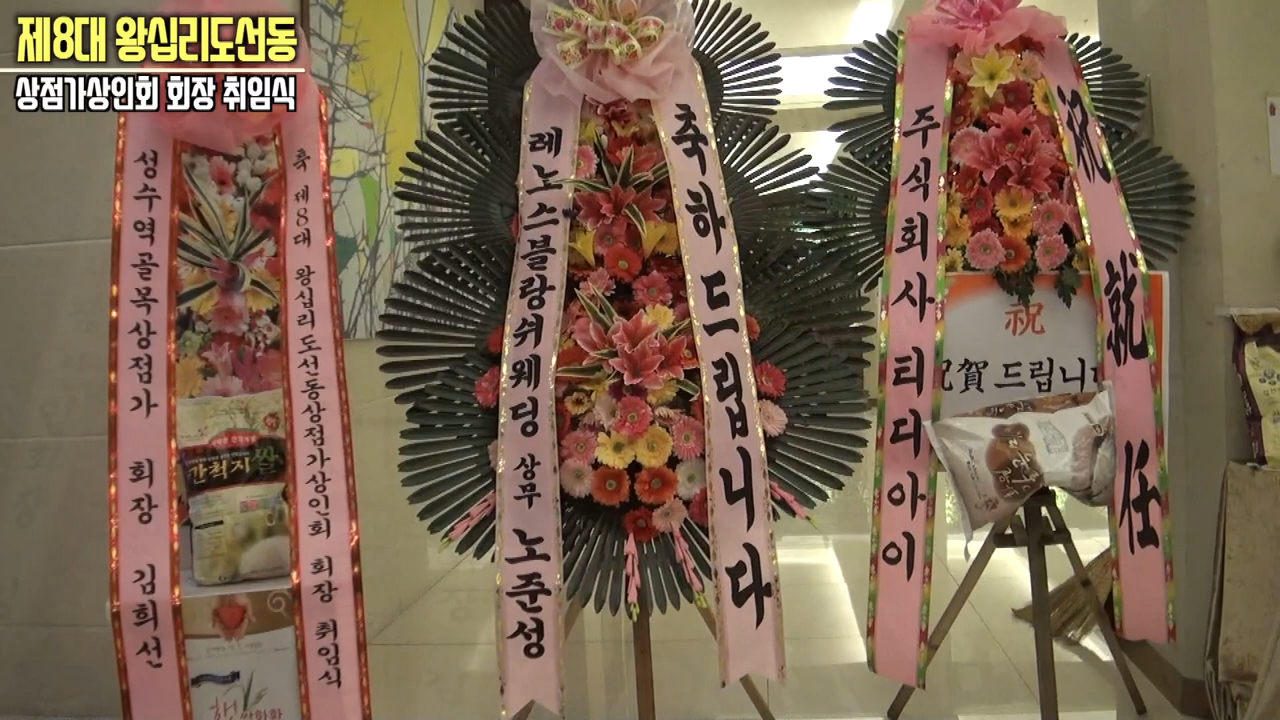 제8대 왕십리도선동
상점가상인회 회장 취임식
성수역골목상점가 회장 김희선
축 제8대 왕십리도선동상점가상인회 회장 취임식
간척지쌀
레노스블랑쉬웨딩 상무 노준성
축하드립니다
주식회사 티디아이
祝就任
祝
祝賀 드립니다